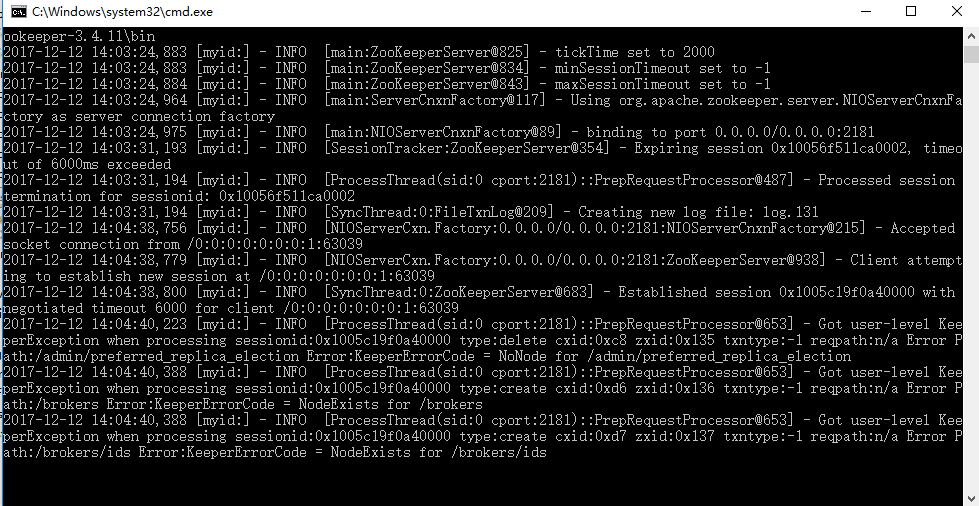 C:\Windows\system32\cmd.exe
ookeeper-3.4.11\bin
2017-12-12 14:03:24,883 [myid:] - INFO  [main:ZooKeeperServer@825] - tickTime set to 2000
2017-12-12 14:03:24,883 [myid:] - INFO  [main:ZooKeeperServer@834] - minSessionTimeout set to -1
2017-12-12 14:03:24,884 [myid:] - INFO  [main:ZooKeeperServer@843] - maxSessionTimeout set to -1
2017-12-12 14:03:24,964 [myid:] - INFO  [main:ServerCnxnFactory@117] - Using org.apache.zookeeper.server.NIOServerCnxnFa
ctory as server connection factory
2017-12-12 14:03:24,975 [myid:] - INFO  [main:NIOServerCnxnFactory@89] - binding to port 0.0.0.0/0.0.0.0:2181
2017-12-12 14:03:31,193 [myid:] - INFO  [SessionTracker:ZooKeeperServer@354] - Expiring session 0x10056f511ca0002, timeo
ut of 6000ms exceeded
2017-12-12 14:03:31,194 [myid:] - INFO  [ProcessThread(sid:0 cport:2181)::PrepRequestProcessor@487] - Processed session
termination for sessionid: 0x10056f511ca0002
2017-12-12 14:03:31,194 [myid:] - INFO  [SyncThread:0:FileTxnLog@209] - Creating new log file: log.131
2017-12-12 14:04:38,756 [myid:] - INFO  [NIOServerCxn.Factory:0.0.0.0/0.0.0.0:2181:NIOServerCnxnFactory@215] - Accepted
socket connection from /0:0:0:0:0:0:0:1:63039
2017-12-12 14:04:38,779 [myid:] - INFO  [NIOServerCxn.Factory:0.0.0.0/0.0.0.0:2181:ZooKeeperServer@938] - Client attempt
ing to establish new session at /0:0:0:0:0:0:0:1:63039
2017-12-12 14:04:38,800 [myid:] - INFO  [SyncThread:0:ZooKeeperServer@683] - Established session 0x1005c19f0a40000 with
negotiated timeout 6000 for client /0:0:0:0:0:0:0:1:63039
2017-12-12 14:04:40,223 [myid:] - INFO  [ProcessThread(sid:0 cport:2181)::PrepRequestProcessor@653] - Got user-level Kee
perException when processing sessionid:0x1005c19f0a40000 type:delete cxid:0xc8 zxid:0x135 txntype:-1 reqpath:n/a Error P
ath:/admin/preferred_replica_election Error:KeeperErrorCode = NoNode for /admin/preferred_replica_election
2017-12-12 14:04:40,388 [myid:] - INFO  [ProcessThread(sid:0 cport:2181)::PrepRequestProcessor@653] - Got user-level Kee
perException when processing sessionid:0x1005c19f0a40000 type:create cxid:0xd6 zxid:0x136 txntype:-1 reqpath:n/a Error P
ath:/brokers Error:KeeperErrorCode = NodeExists for /brokers
2017-12-12 14:04:40,388 [myid:] - INFO  [ProcessThread(sid:0 cport:2181)::PrepRequestProcessor@653] - Got user-level Kee
perException when processing sessionid:0x1005c19f0a40000 type:create cxid:0xd7 zxid:0x137 txntype:-1 reqpath:n/a Error P
ath:/brokers/ids Error:KeeperErrorCode = NodeExists for /brokers/ids